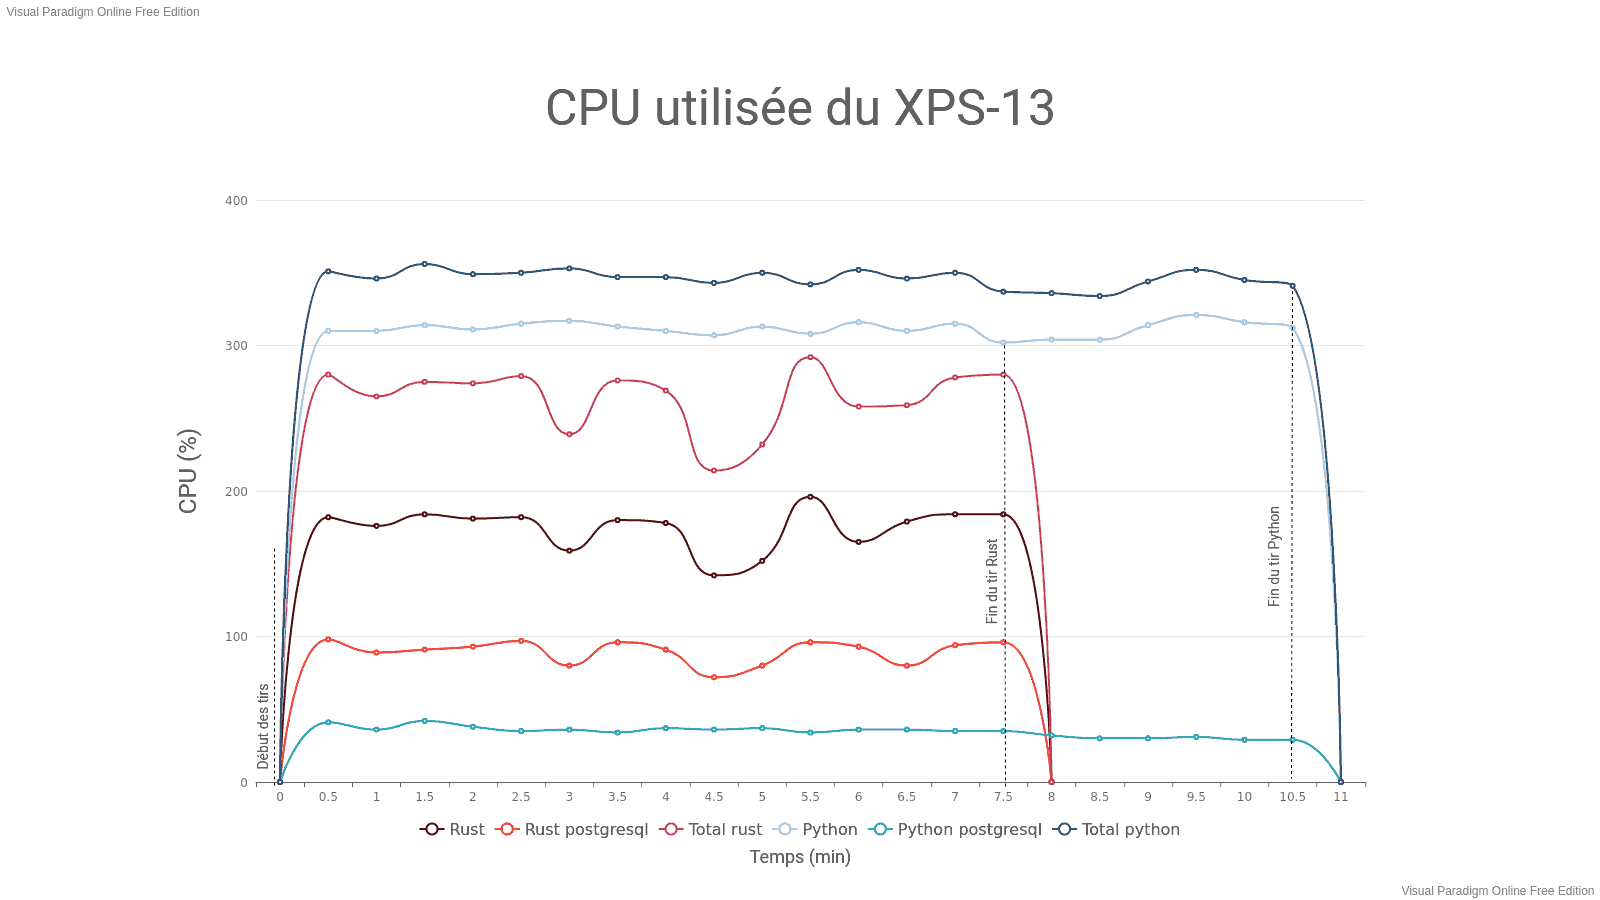 Visual Paradigm Online Free Edition
CPU utilisée du XPS-13
400
300
200
100
0
CPU (%)
Début des tirs
Fin du tir Rust
Fin du tir Python
0 0.5 1 1.5 2 2.5 3 3.5 4 4.5 5 5.5 6 6.5 7 7.5 8 8.5 9 9.5 10 10.5 11
Rust Rust postgresql Total rust Python Python postgresql Total python
Temps (min)
Visual Paradigm Online Free Edition